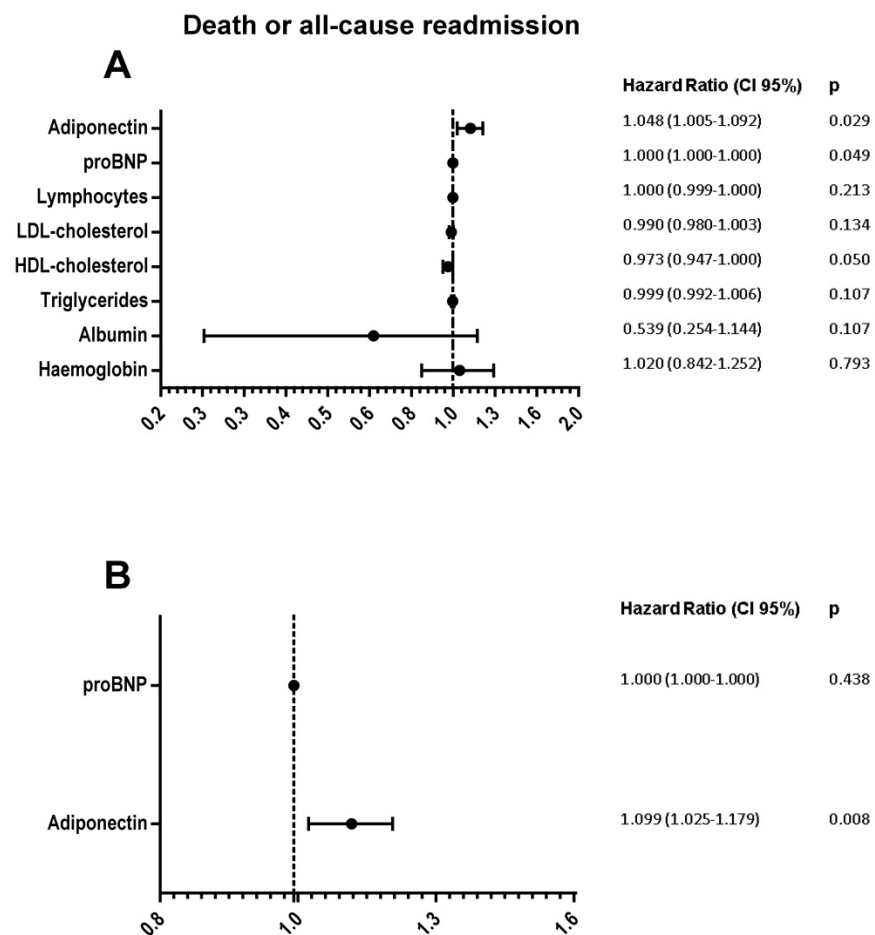 Death or all-cause readmission
A
Hazard Ratio (CI 95%) p
Adiponectin 1.048 (1.005-1.092) 0.029
proBNP 1.000 (1.000-1.000) 0.049
Lymphocytes 1.000 (0.999-1.000) 0.213
LDL-cholesterol 0.990 (0.980-1.003) 0.134
HDL-cholesterol 0.973 (0.947-1.000) 0.050
Triglycerides 0.999 (0.992-1.006) 0.107
Albumin 0.539 (0.254-1.144) 0.107
Haemoglobin 1.020 (0.842-1.252) 0.793
0.2 0.3 0.3 0.4 0.5 0.6 0.8 1.0 1.3 1.6 2.0
B
Hazard Ratio (CI 95%) p
proBNP 1.000 (1.000-1.000) 0.438
Adiponectin 1.099 (1.025-1.179) 0.008
0.8 1.0 1.3 1.6